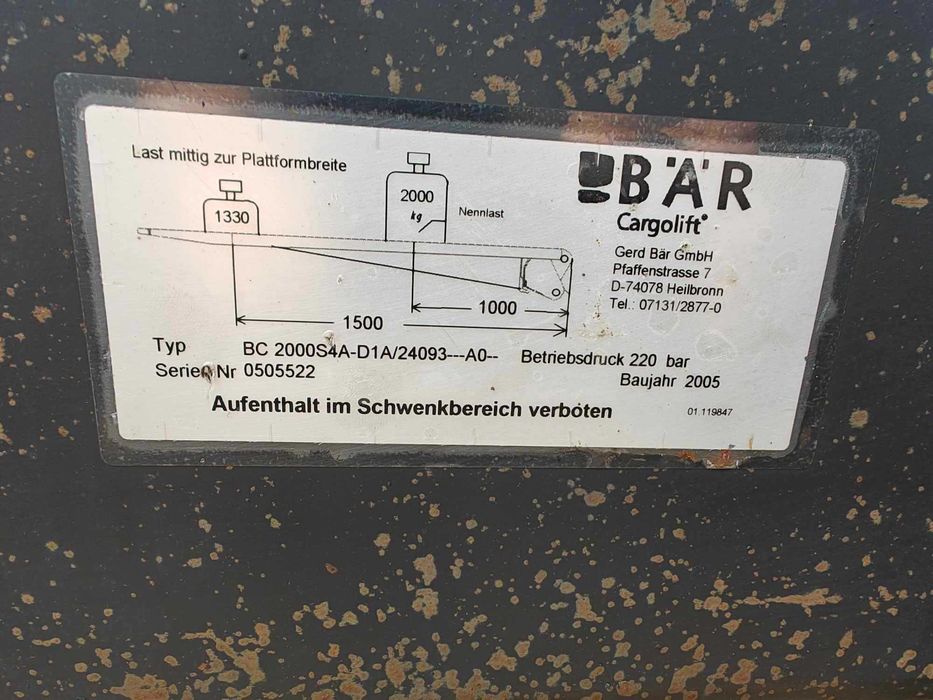 Last mittig zur Plattformbreite
1330
2000
kg
Nennlast
1000
1500
BÄR
Cargolift
Gerd Bär GmbH
Pfaffenstrasse 7
D-74078 Heilbronn
Tel.: 07131/2877-0
Typ BC 2000S4A-D1A/24093---A0--
Betriebsdruck 220 bar
Serien Nr 0505522
Baujahr 2005
Aufenthalt im Schwenkbereich verboten
01.119847